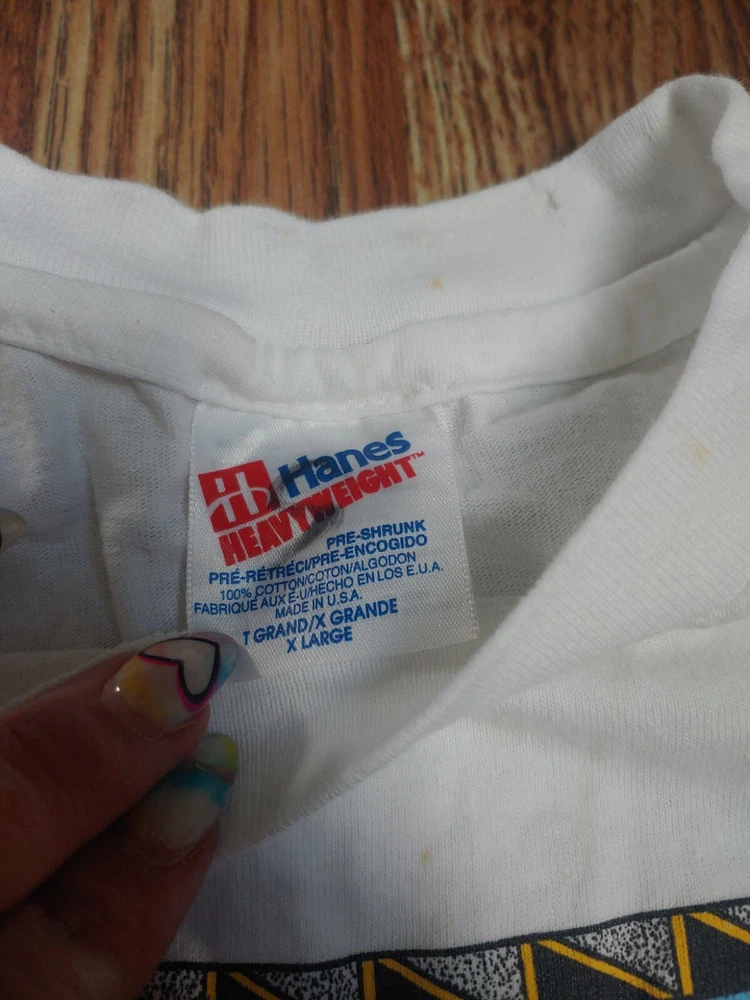 Hanes
HEAVYWEIGHT™
PRE-SHRUNK
PRÉ-RÉTRÉCI/PRE-ENCOGIDO
100% COTTON/COTON/ALGODON
FABRIQUÉ AUX E-U/HECHO EN LOS E.U.A.
MADE IN U.S.A.
T GRAND/X GRANDE
X LARGE